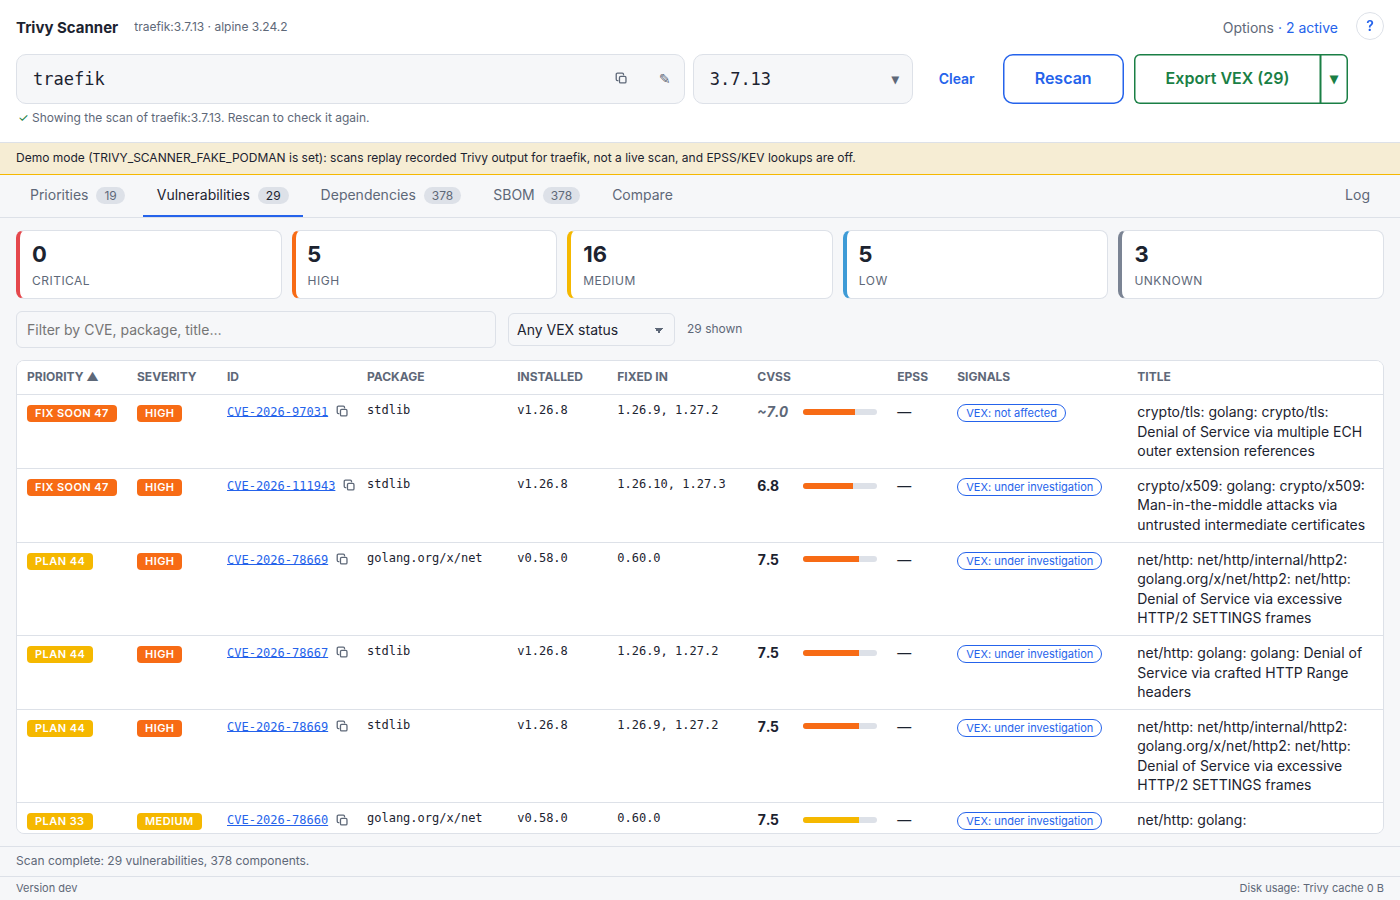 Trivy Scanner traefik:3.7.13 · alpine 3.24.2 Options · 2 active ?
traefik 3.7.13 Clear Rescan Export VEX (29)
Showing the scan of traefik:3.7.13. Rescan to check it again.
Demo mode (TRIVY_SCANNER_FAKE_PODMAN is set): scans replay recorded Trivy output for traefik, not a live scan, and EPSS/KEV lookups are off.
Priorities 19 Vulnerabilities 29 Dependencies 378 SBOM 378 Compare Log
0 5 16 5 3
CRITICAL HIGH MEDIUM LOW UNKNOWN
Filter by CVE, package, title... Any VEX status 29 shown
PRIORITY ▲ SEVERITY ID PACKAGE INSTALLED FIXED IN CVSS EPSS SIGNALS TITLE
FIX SOON 47 HIGH CVE-2026-97031 stdlib v1.26.8 1.26.9, 1.27.2 ~7.0 — VEX: not affected crypto/tls: golang: crypto/tls:
Denial of Service via multiple ECH
outer extension references
FIX SOON 47 HIGH CVE-2026-111943 stdlib v1.26.8 1.26.10, 1.27.3 6.8 — VEX: under investigation crypto/x509: golang: crypto/x509:
Man-in-the-middle attacks via
untrusted intermediate certificates
PLAN 44 HIGH CVE-2026-78669 golang.org/x/net v0.58.0 0.60.0 7.5 — VEX: under investigation net/http: net/http/internal/http2:
golang.org/x/net/http2: net/http:
Denial of Service via excessive
HTTP/2 SETTINGS frames
PLAN 44 HIGH CVE-2026-78667 stdlib v1.26.8 1.26.9, 1.27.2 7.5 — VEX: under investigation net/http: golang: golang: Denial of
Service via crafted HTTP Range
headers
PLAN 44 HIGH CVE-2026-78669 stdlib v1.26.8 1.26.9, 1.27.2 7.5 — VEX: under investigation net/http: net/http/internal/http2:
golang.org/x/net/http2: net/http:
Denial of Service via excessive
HTTP/2 SETTINGS frames
PLAN 33 MEDIUM CVE-2026-78660 golang.org/x/net v0.58.0 0.60.0 7.5 — VEX: under investigation net/http: golang:
Scan complete: 29 vulnerabilities, 378 components.
Version dev Disk usage: Trivy cache 0 B